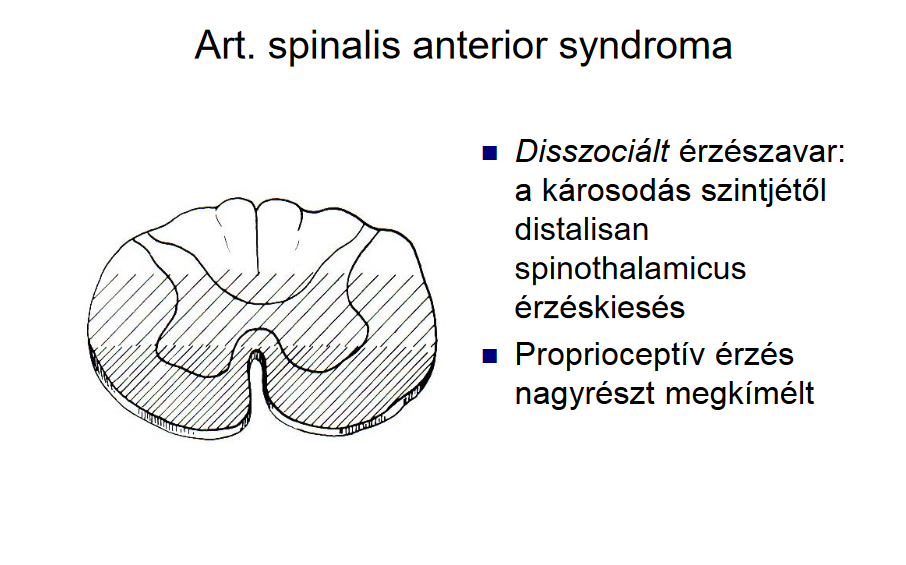 Art. spinalis anterior syndroma
Disszociált érzészavar:
a károsodás szintjétől
distalisan
spinothalamicus
érzéskiesés
Proprioceptív érzés
nagyrészt megkímélt